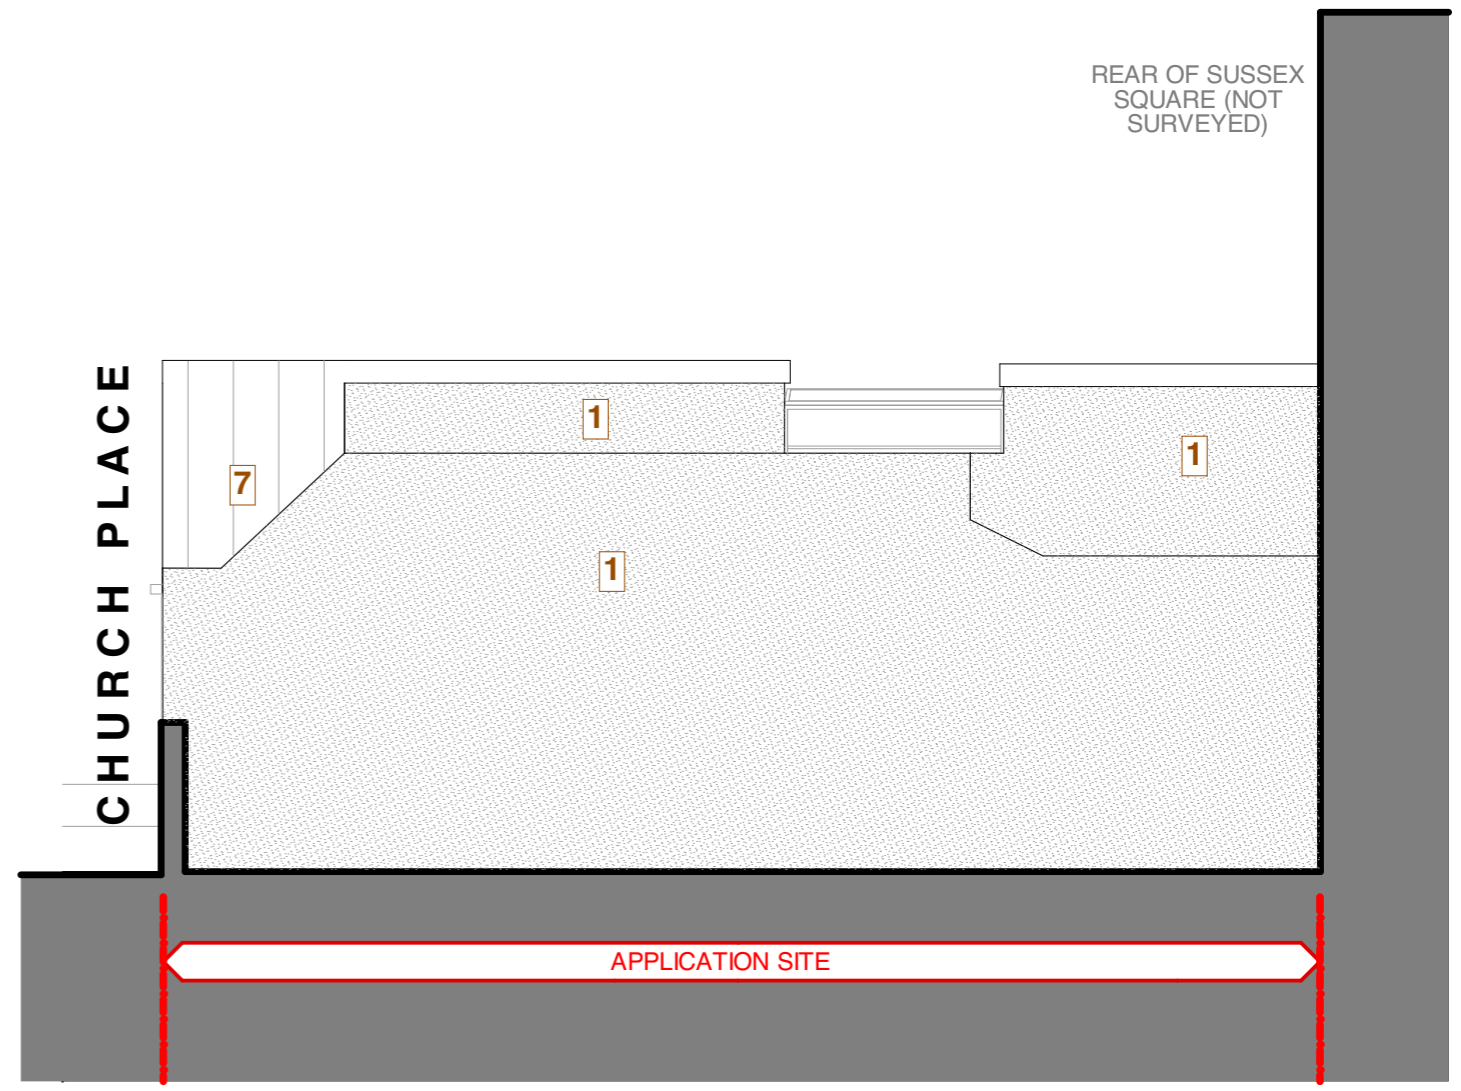 REAR OF SUSSEX
SQUARE (NOT
SURVEYED)
CHURCH PLACE
1
1
7
1
APPLICATION SITE